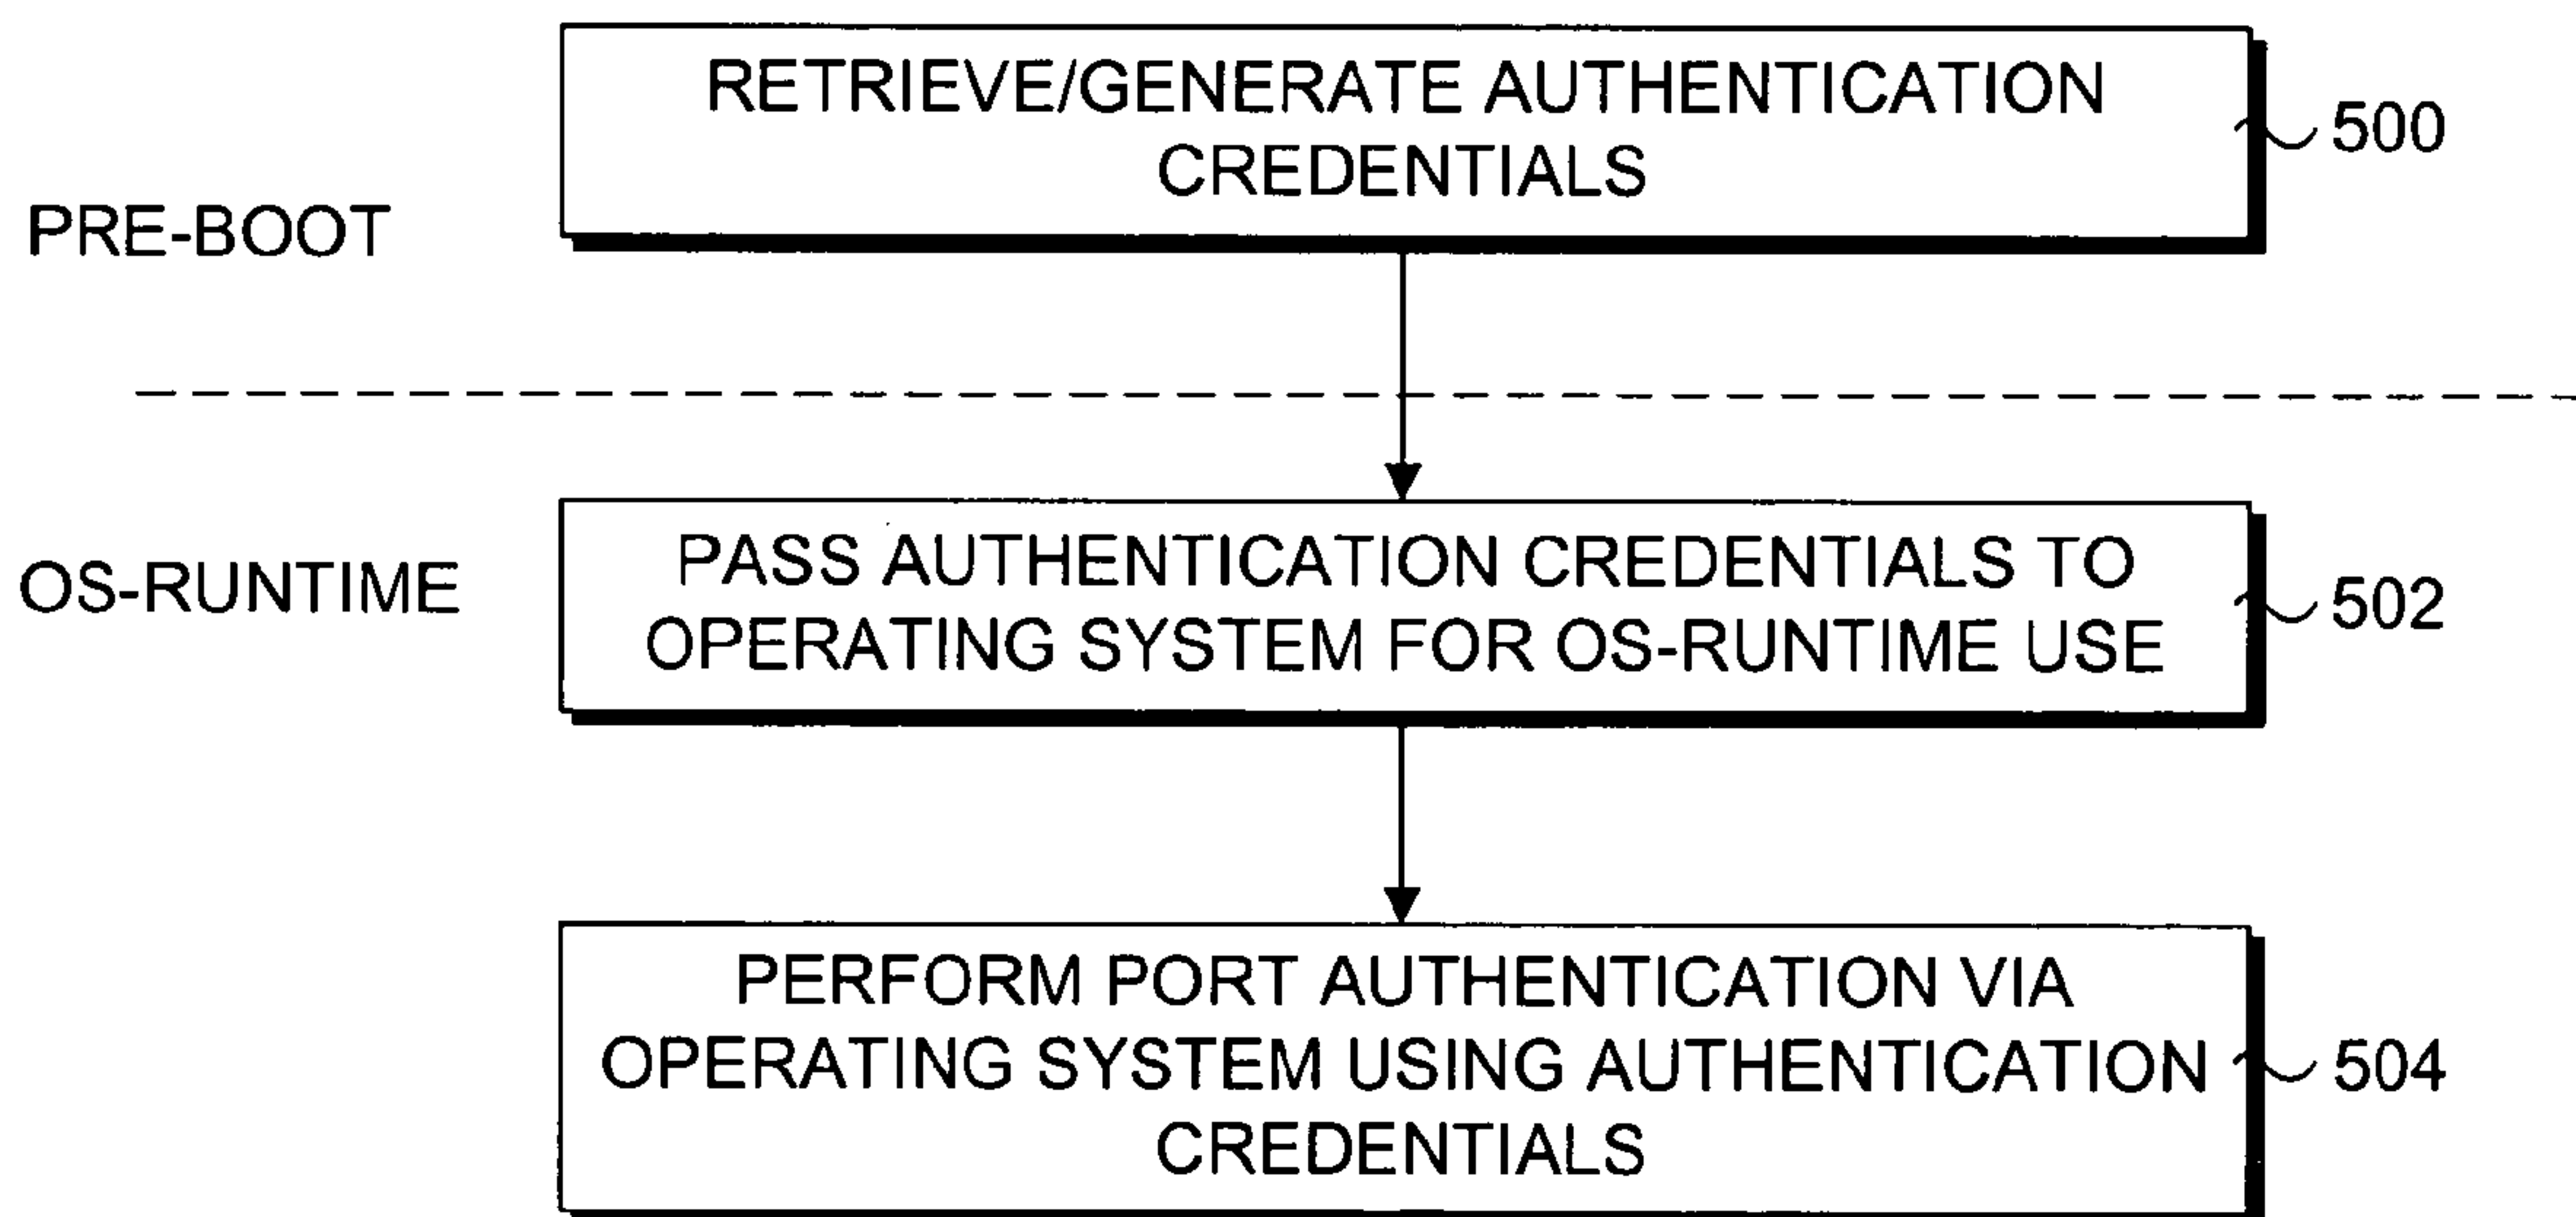 RETRIEVE/GENERATE AUTHENTICATION
CREDENTIALS
500
PRE-BOOT
OS-RUNTIME
PASS AUTHENTICATION CREDENTIALS TO
OPERATING SYSTEM FOR OS-RUNTIME USE
502
PERFORM PORT AUTHENTICATION VIA
OPERATING SYSTEM USING AUTHENTICATION
CREDENTIALS
504